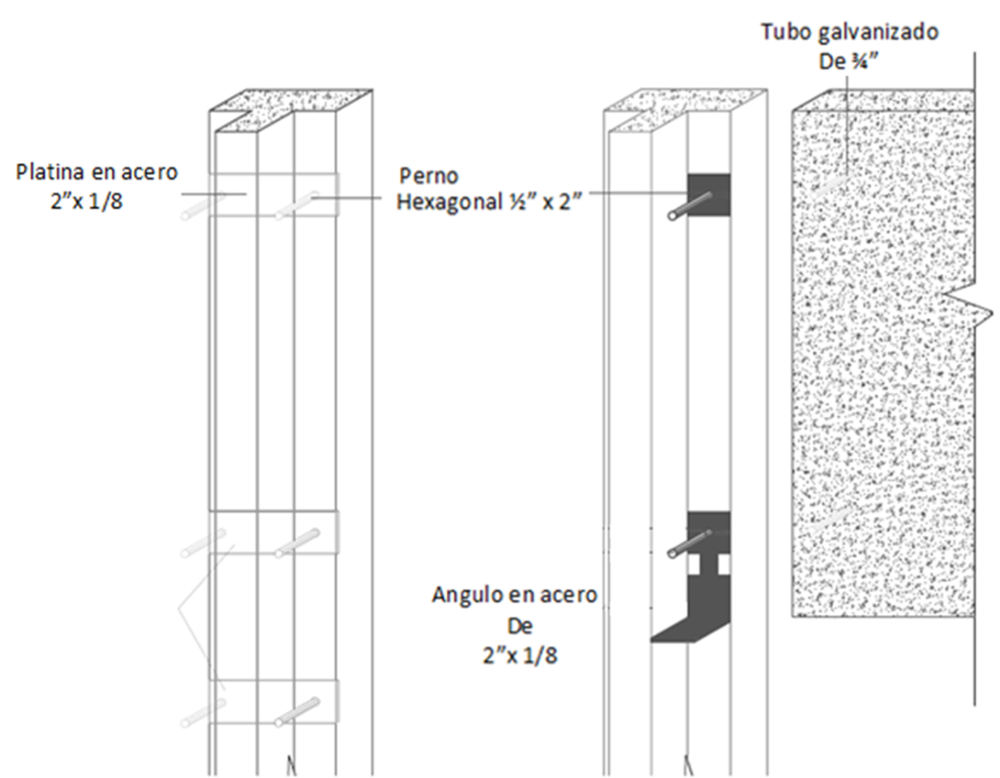 Tubo galvanizado
De ¾”
Platina en acero
2”x 1/8
Perno
Hexagonal ½” x 2”
Angulo en acero
De
2”x 1/8